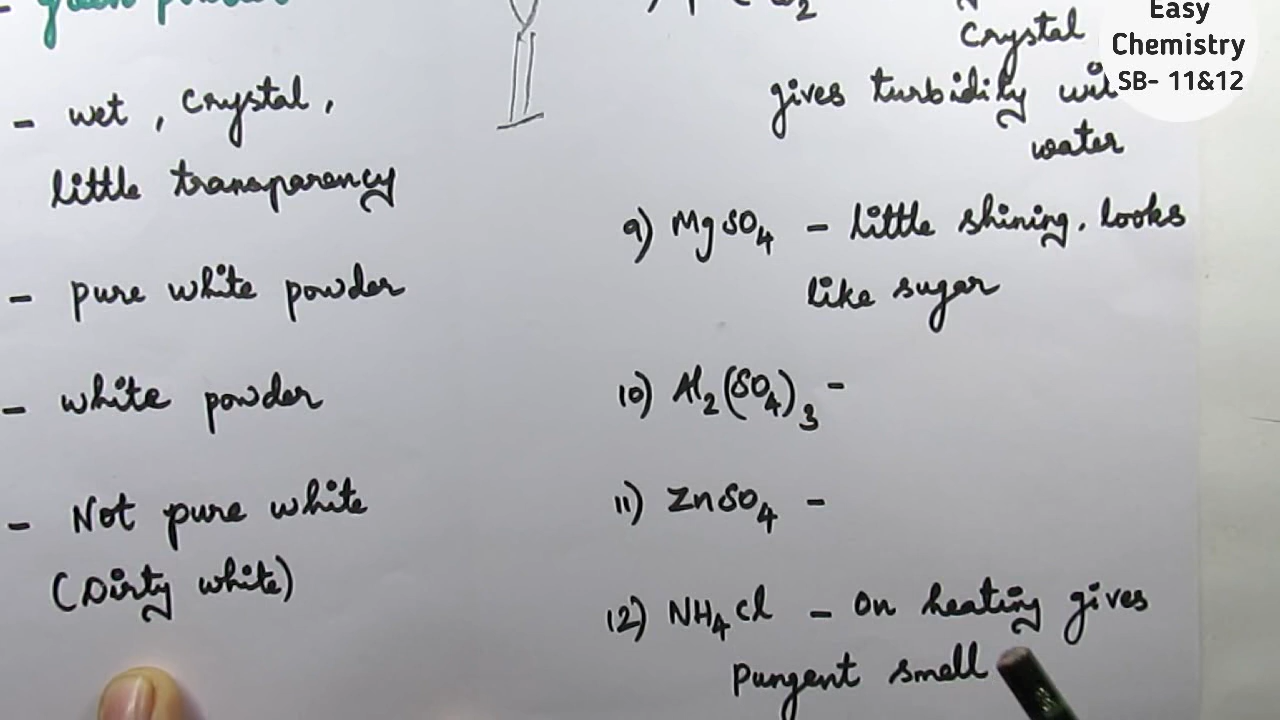 - green powder
- wet, crystal,
little transparency
- pure white powder
- white powder
- Not pure white
(Dirty white)
crystal
gives turbidity
water
9) MgSO4 - little shining. looks
like sugar
10) Al2(SO4)3 -
11) ZnSO4 -
12) NH4Cl - On heating gives
Pungent smell
Easy
Chemistry
SB- 11&12